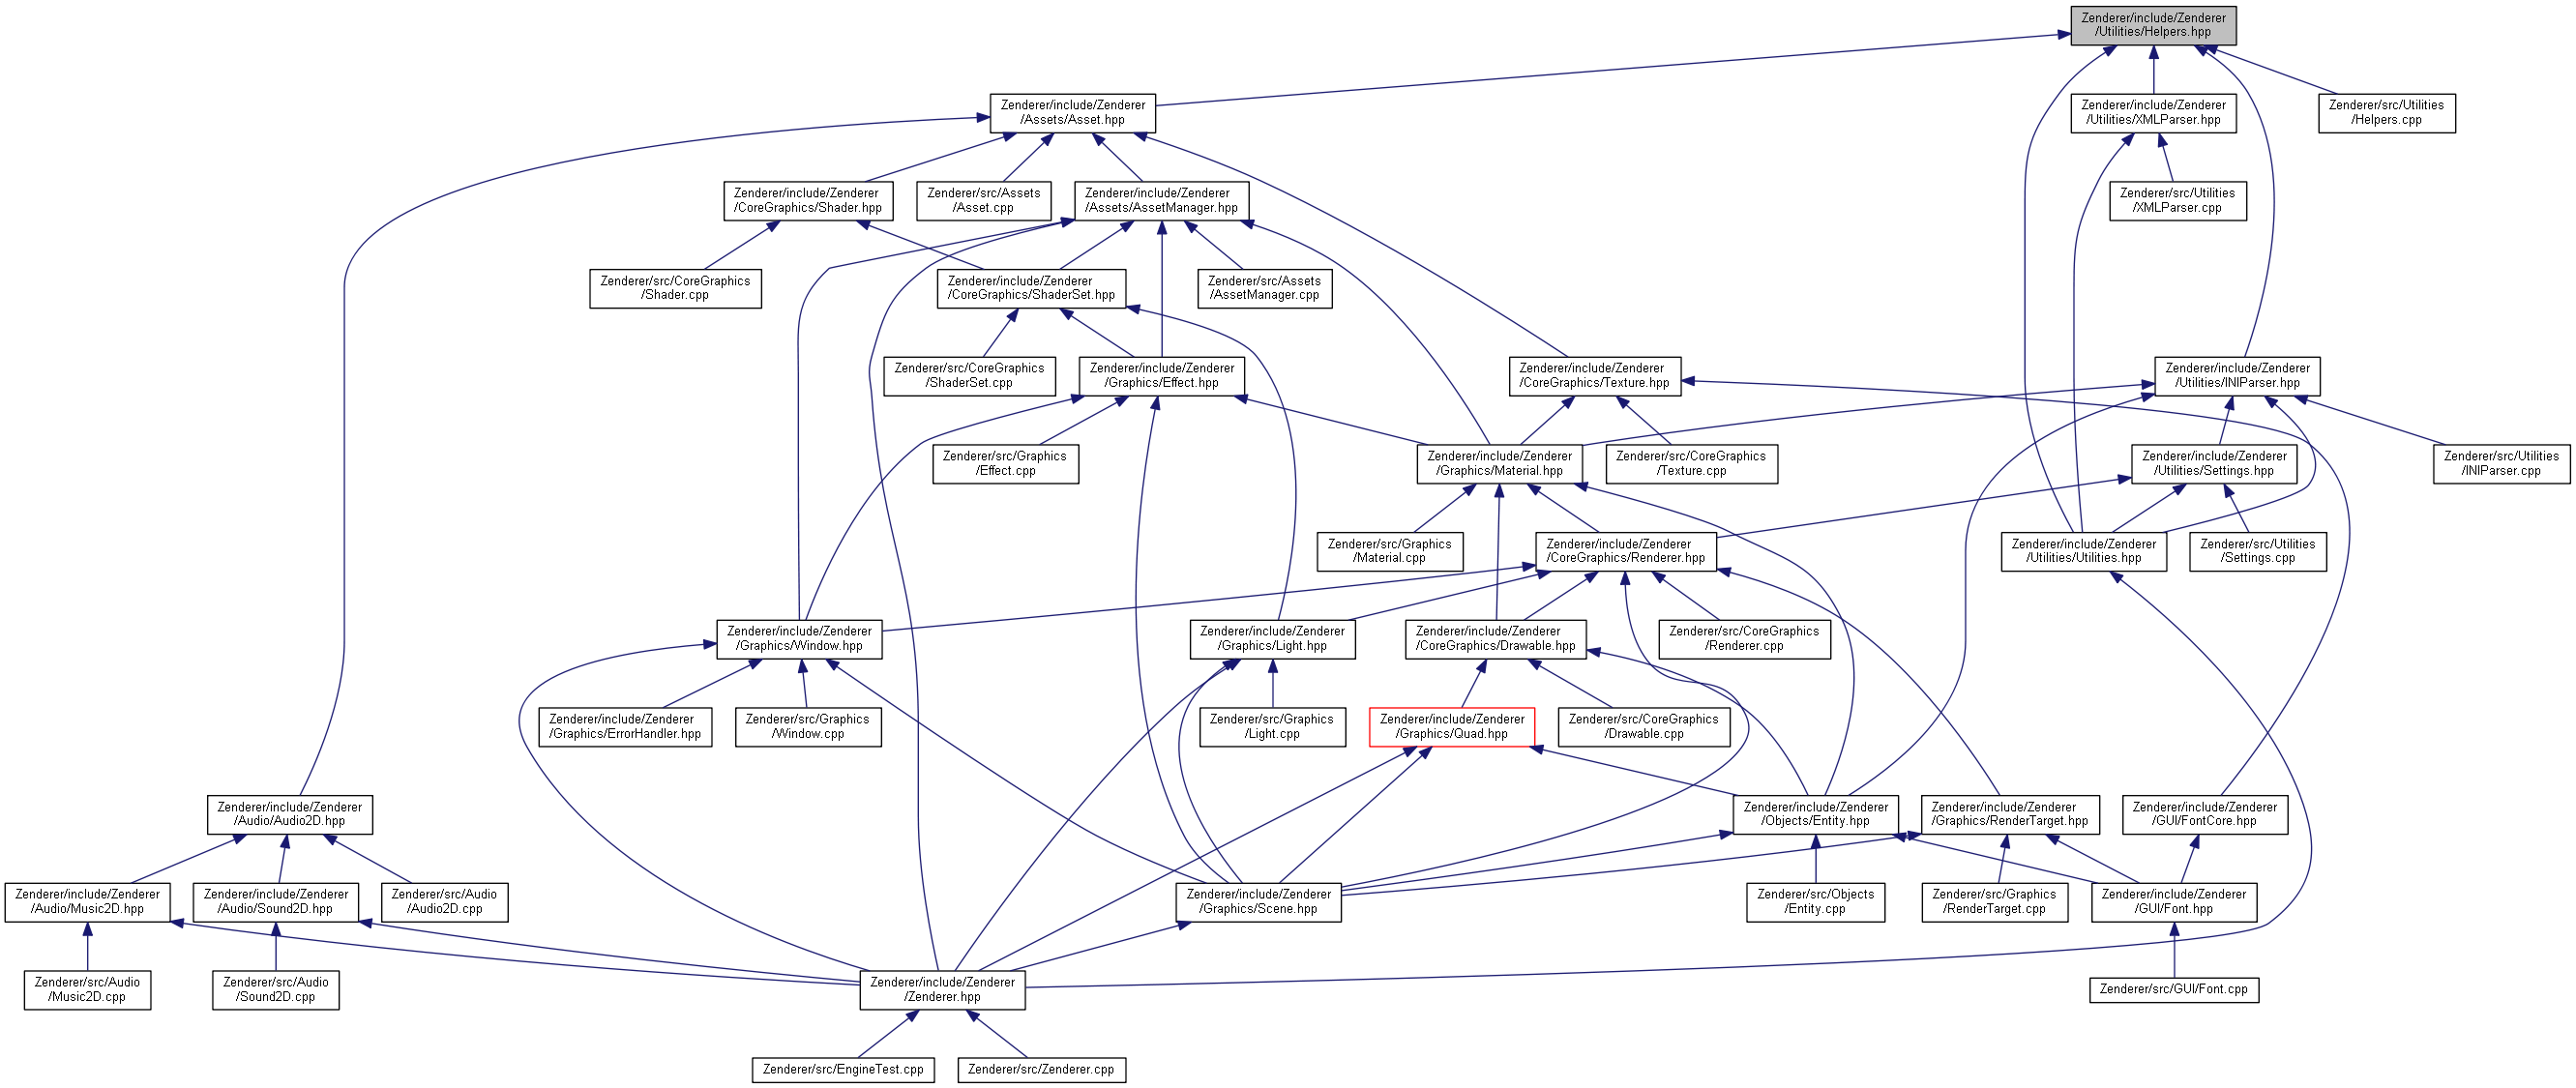 Zenderer/include/Zenderer
/Utilities/Helpers.hpp
Zenderer/include/Zenderer
/Assets/Asset.hpp
Zenderer/include/Zenderer
/Utilities/XMLParser.hpp
Zenderer/src/Utilities
/Helpers.cpp
Zenderer/include/Zenderer
/CoreGraphics/Shader.hpp
Zenderer/src/Assets
/Asset.cpp
Zenderer/include/Zenderer
/Assets/AssetManager.hpp
Zenderer/src/Utilities
/XMLParser.cpp
Zenderer/src/CoreGraphics
/Shader.cpp
Zenderer/include/Zenderer
/CoreGraphics/ShaderSet.hpp
Zenderer/src/Assets
/AssetManager.cpp
Zenderer/src/CoreGraphics
/ShaderSet.cpp
Zenderer/include/Zenderer
/Graphics/Effect.hpp
Zenderer/include/Zenderer
/CoreGraphics/Texture.hpp
Zenderer/include/Zenderer
/Utilities/INIParser.hpp
Zenderer/src/Graphics
/Effect.cpp
Zenderer/include/Zenderer
/Graphics/Material.hpp
Zenderer/src/CoreGraphics
/Texture.cpp
Zenderer/include/Zenderer
/Utilities/Settings.hpp
Zenderer/src/Utilities
/INIParser.cpp
Zenderer/src/Graphics
/Material.cpp
Zenderer/include/Zenderer
/CoreGraphics/Renderer.hpp
Zenderer/include/Zenderer
/Utilities/Utilities.hpp
Zenderer/src/Utilities
/Settings.cpp
Zenderer/include/Zenderer
/Graphics/Window.hpp
Zenderer/include/Zenderer
/Graphics/Light.hpp
Zenderer/include/Zenderer
/CoreGraphics/Drawable.hpp
Zenderer/src/CoreGraphics
/Renderer.cpp
Zenderer/include/Zenderer
/Graphics/ErrorHandler.hpp
Zenderer/src/Graphics
/Window.cpp
Zenderer/src/Graphics
/Light.cpp
Zenderer/include/Zenderer
/Graphics/Quad.hpp
Zenderer/src/CoreGraphics
/Drawable.cpp
Zenderer/include/Zenderer
/Audio/Audio2D.hpp
Zenderer/include/Zenderer
/Objects/Entity.hpp
Zenderer/include/Zenderer
/Graphics/RenderTarget.hpp
Zenderer/include/Zenderer
/GUI/FontCore.hpp
Zenderer/include/Zenderer
/Audio/Music2D.hpp
Zenderer/include/Zenderer
/Audio/Sound2D.hpp
Zenderer/src/Audio
/Audio2D.cpp
Zenderer/include/Zenderer
/Graphics/Scene.hpp
Zenderer/src/Objects
/Entity.cpp
Zenderer/src/Graphics
/RenderTarget.cpp
Zenderer/include/Zenderer
/GUI/Font.hpp
Zenderer/src/Audio
/Music2D.cpp
Zenderer/src/Audio
/Sound2D.cpp
Zenderer/include/Zenderer
/Zenderer.hpp
Zenderer/src/GUI/Font.cpp
Zenderer/src/EngineTest.cpp
Zenderer/src/Zenderer.cpp